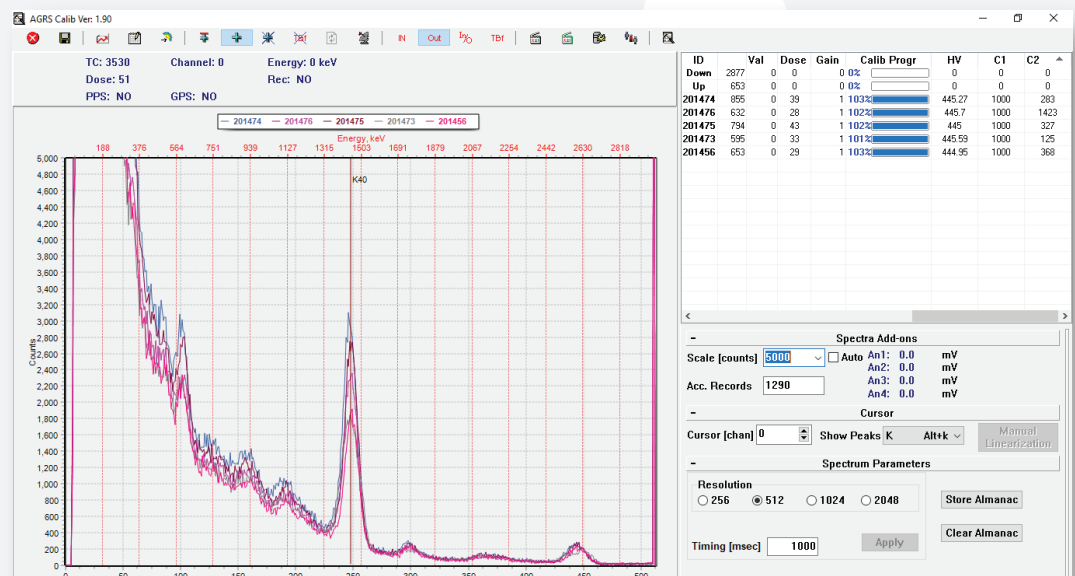 AGRS Calib Ver: 1.90
IN Out TBf
TC: 3530 Channel: 0 Energy: 0 keV
Dose: 51 Rec: NO
PPS: NO GPS: NO
201474 201476 201475 201473 201456
Energy, keV
188 376 564 751 939 1127 1315 1503 1691 1879 2067 2254 2442 2630 2818
K40
5,000
4,800
4,600
4,400
4,200
4,000
3,800
3,600
3,400
3,200
3,000
2,800
2,600
2,400
2,200
2,000
1,800
1,600
1,400
1,200
1,000
800
600
400
200
0
Counts
0 50 100 150 200 250 300 350 400 450 500
ID Val Dose Gain Calib Progr HV C1 C2
Down 2877 0 0 0 0% 0 0 0
Up 653 0 0 0 0% 0 0 0
201474 855 0 39 1 103% 445.27 1000 283
201476 632 0 28 1 102% 445.7 1000 1423
201475 794 0 43 1 102% 445 1000 327
201473 595 0 33 1 101% 445.59 1000 125
201456 653 0 29 1 103% 444.95 1000 368
Spectra Add-ons
Scale [counts] 5000 Auto An1: 0.0 mV
An2: 0.0 mV
Acc. Records 1290 An3: 0.0 mV
An4: 0.0 mV
Cursor
Cursor [chan] 0 Show Peaks K Alt+k Manual Linearization
Spectrum Parameters
Resolution
256 512 1024 2048 Store Almanac
Clear Almanac
Timing [msec] 1000 Apply